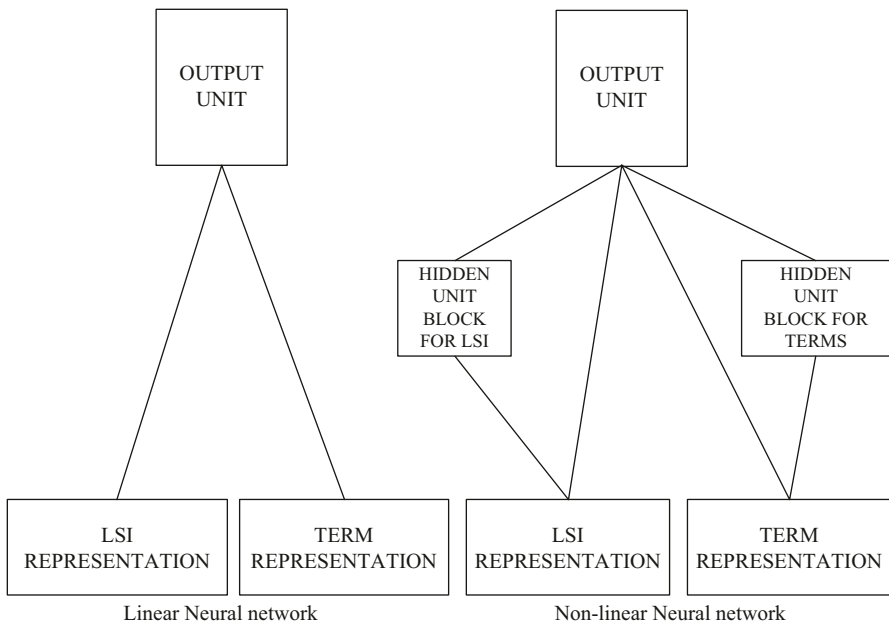 OUTPUT
UNIT
OUTPUT
UNIT
HIDDEN
UNIT
BLOCK
FOR LSI
HIDDEN
UNIT
BLOCK FOR
TERMS
LSI
REPRESENTATION
TERM
REPRESENTATION
LSI
REPRESENTATION
TERM
REPRESENTATION
Linear Neural network
Non-linear Neural network